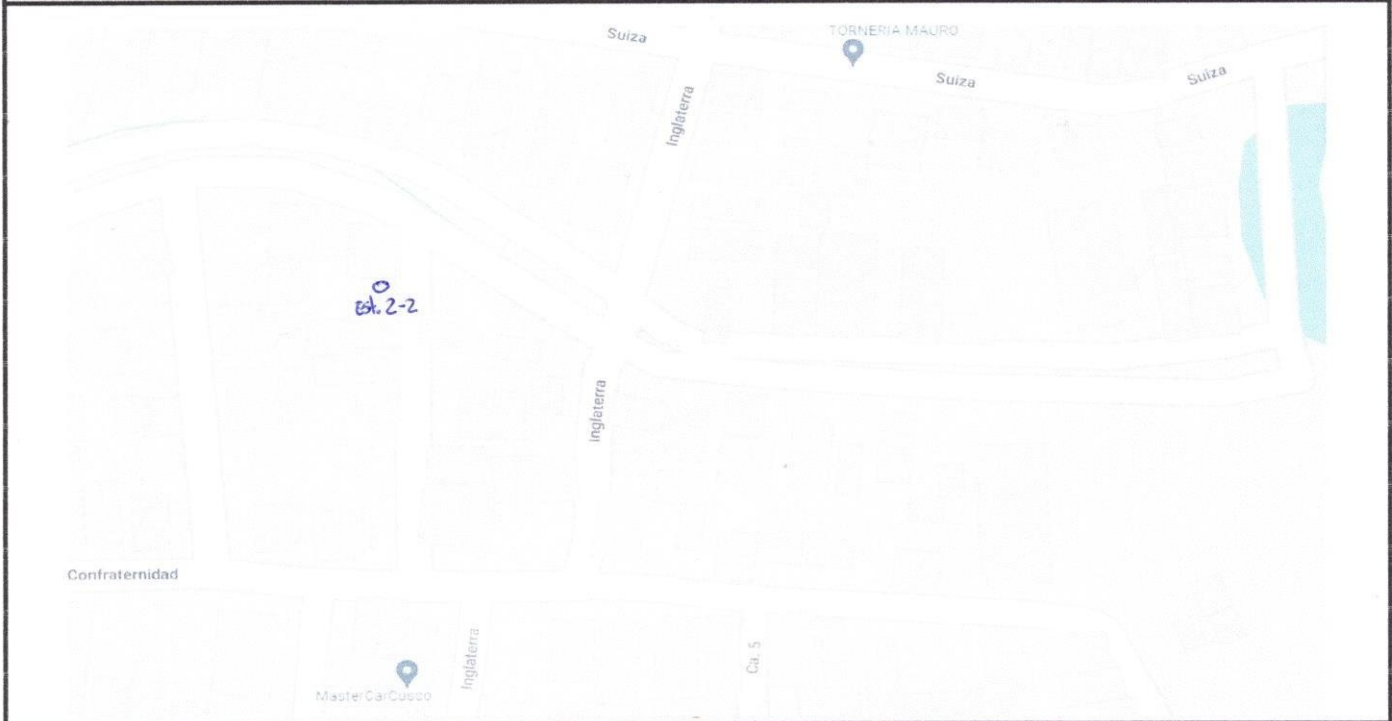 Suiza
TORNERIA MAURO
Suiza
Suiza
Inglaterra
Est. 2-2
Inglaterra
Confraternidad
Inglaterra
Ca. 5
MasterCarCusco